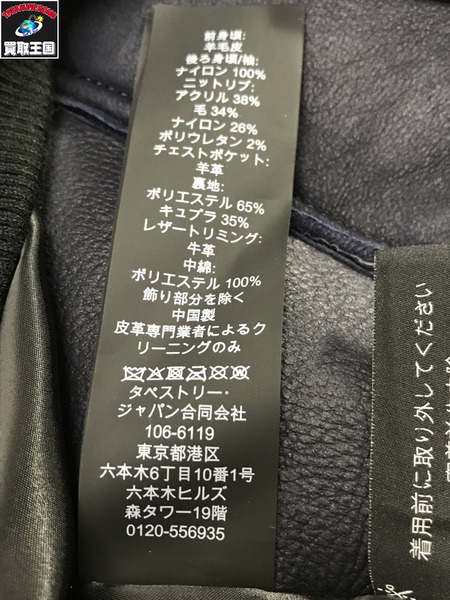 TREASURE KING
買取王国
前身頃:
羊毛皮
後ろ身頃/袖:
ナイロン 100%
ニットリブ:
アクリル 38%
毛 34%
ナイロン 26%
ポリウレタン 2%
チェストポケット:
羊革
裏地:
ポリエステル 65%
キュプラ 35%
レザートリミング:
牛革
中綿:
ポリエステル 100%
飾り部分を除く
中国製
皮革専門業者によるク
リーニングのみ
タペストリー・
ジャパン合同会社
106-6119
東京都港区
六本木6丁目10番1号
六本木ヒルズ
森タワー19階
0120-556935
着用前に取り外してください